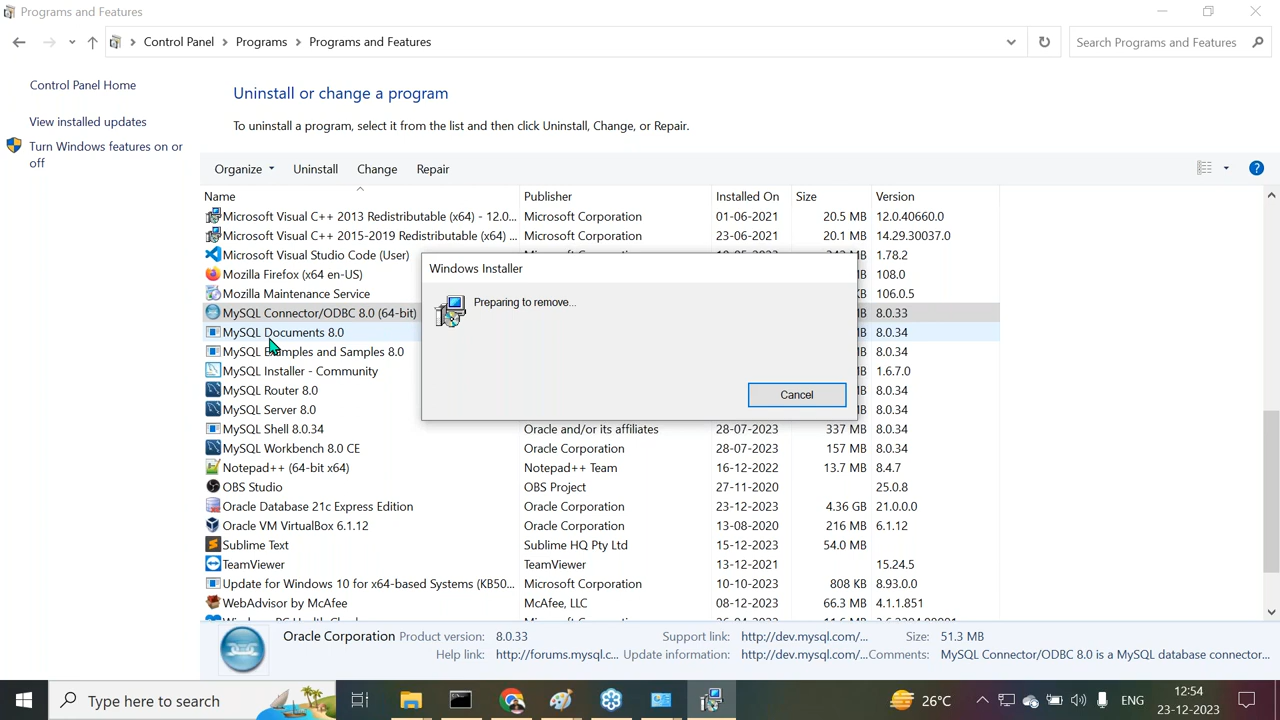 Programs and Features
Control Panel > Programs > Programs and Features
Search Programs and Features
Control Panel Home
View installed updates
Turn Windows features on or
off
Uninstall or change a program
To uninstall a program, select it from the list and then click Uninstall, Change, or Repair.
Organize Uninstall Change Repair
Name Publisher Installed On Size Version
Microsoft Visual C++ 2013 Redistributable (x64) - 12.0... Microsoft Corporation 01-06-2021 20.5 MB 12.0.40660.0
Microsoft Visual C++ 2015-2019 Redistributable (x64) ... Microsoft Corporation 23-06-2021 20.1 MB 14.29.30037.0
Microsoft Visual Studio Code (User) 1.78.2
Mozilla Firefox (x64 en-US) 108.0
Mozilla Maintenance Service 106.0.5
MySQL Connector/ODBC 8.0 (64-bit) 8.0.33
MySQL Documents 8.0 8.0.34
MySQL Examples and Samples 8.0 8.0.34
MySQL Installer - Community 1.6.7.0
MySQL Router 8.0 8.0.34
MySQL Server 8.0 8.0.34
MySQL Shell 8.0.34 Oracle and/or its affiliates 28-07-2023 337 MB 8.0.34
MySQL Workbench 8.0 CE Oracle Corporation 28-07-2023 157 MB 8.0.34
Notepad++ (64-bit x64) Notepad++ Team 16-12-2022 13.7 MB 8.4.7
OBS Studio OBS Project 27-11-2020 25.0.8
Oracle Database 21c Express Edition Oracle Corporation 23-12-2023 4.36 GB 21.0.0.0
Oracle VM VirtualBox 6.1.12 Oracle Corporation 13-08-2020 216 MB 6.1.12
Sublime Text Sublime HQ Pty Ltd 15-12-2023 54.0 MB
TeamViewer TeamViewer 13-12-2021 15.24.5
Update for Windows 10 for x64-based Systems (KB50... Microsoft Corporation 10-10-2023 808 KB 8.93.0.0
WebAdvisor by McAfee McAfee, LLC 08-12-2023 66.3 MB 4.1.1.851
Windows Installer
Preparing to remove...
Cancel
Oracle Corporation Product version: 8.0.33 Support link: http://dev.mysql.com/... Size: 51.3 MB
Help link: http://forums.mysql.c... Update information: http://dev.mysql.com/... Comments: MySQL Connector/ODBC 8.0 is a MySQL database connector...
Type here to search
26°C
ENG
12:54
23-12-2023